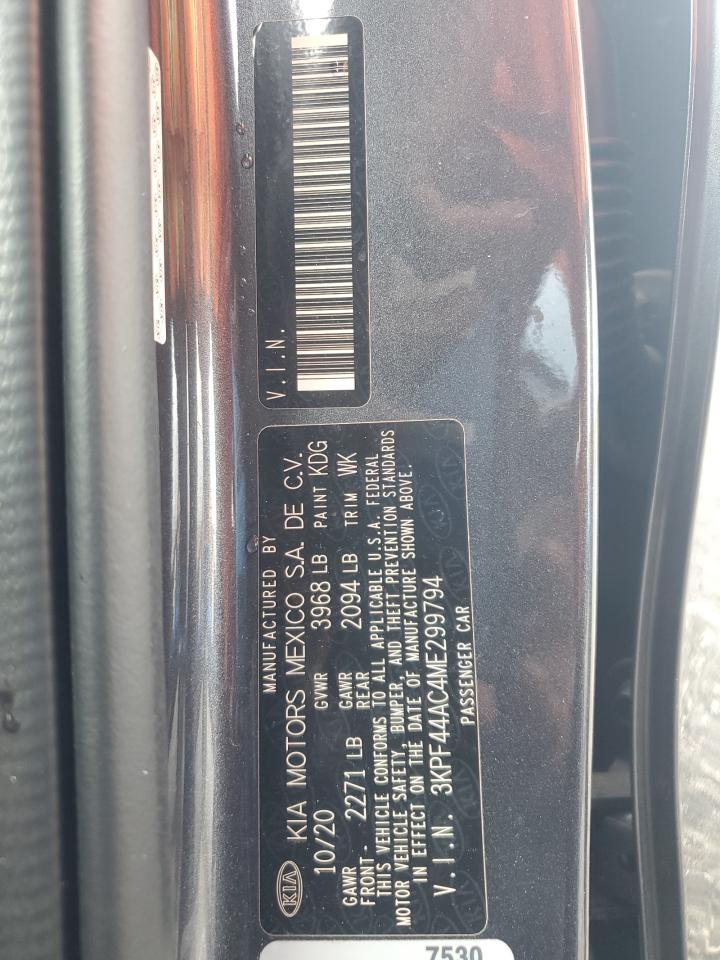 V.I.N.
MANUFACTURED BY
KIA KIA MOTORS MEXICO S.A. DE C.V.
10/20 GVWR 3968 LB PAINT KDG
GAWR FRONT- 2271 LB GAWR REAR 2094 LB TRIM WK
THIS VEHICLE CONFORMS TO ALL APPLICABLE U.S.A. FEDERAL
MOTOR VEHICLE SAFETY, BUMPER, AND THEFT PREVENTION STANDARDS
IN EFFECT ON THE DATE OF MANUFACTURE SHOWN ABOVE.
V.I.N. 3KPF44AC4ME299794
PASSENGER CAR
7530